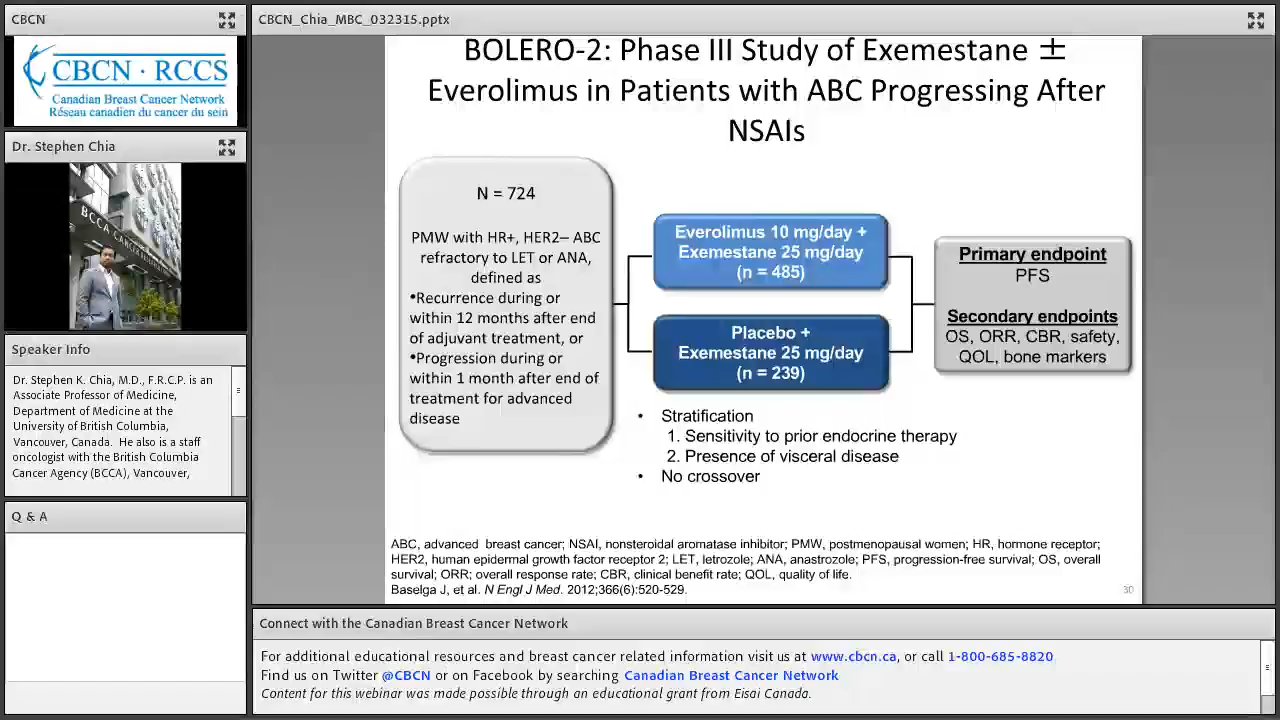 CBCN
CBCN · RCCS
Canadian Breast Cancer Network
Réseau canadien du cancer du sein
Dr. Stephen Chia
BCCA CANCER RESEARCH
Speaker Info
Dr. Stephen K. Chia, M.D., F.R.C.P. is an
Associate Professor of Medicine,
Department of Medicine at the
University of British Columbia,
Vancouver, Canada. He also is a staff
oncologist with the British Columbia
Cancer Agency (BCCA), Vancouver,
Q & A
CBCN_Chia_MBC_032315.pptx
BOLERO-2: Phase III Study of Exemestane ±
Everolimus in Patients with ABC Progressing After
NSAIs
N = 724
PMW with HR+, HER2– ABC
refractory to LET or ANA,
defined as
•Recurrence during or
within 12 months after end
of adjuvant treatment, or
•Progression during or
within 1 month after end of
treatment for advanced
disease
Everolimus 10 mg/day +
Exemestane 25 mg/day
(n = 485)
Placebo +
Exemestane 25 mg/day
(n = 239)
Primary endpoint
PFS
Secondary endpoints
OS, ORR, CBR, safety,
QOL, bone markers
• Stratification
1. Sensitivity to prior endocrine therapy
2. Presence of visceral disease
• No crossover
ABC, advanced breast cancer; NSAI, nonsteroidal aromatase inhibitor; PMW, postmenopausal women; HR, hormone receptor;
HER2, human epidermal growth factor receptor 2; LET, letrozole; ANA, anastrozole; PFS, progression-free survival; OS, overall
survival; ORR; overall response rate; CBR, clinical benefit rate; QOL, quality of life.
Baselga J, et al. N Engl J Med. 2012;366(6):520-529.
30
Connect with the Canadian Breast Cancer Network
For additional educational resources and breast cancer related information visit us at www.cbcn.ca, or call 1-800-685-8820
Find us on Twitter @CBCN or on Facebook by searching Canadian Breast Cancer Network
Content for this webinar was made possible through an educational grant from Eisai Canada.